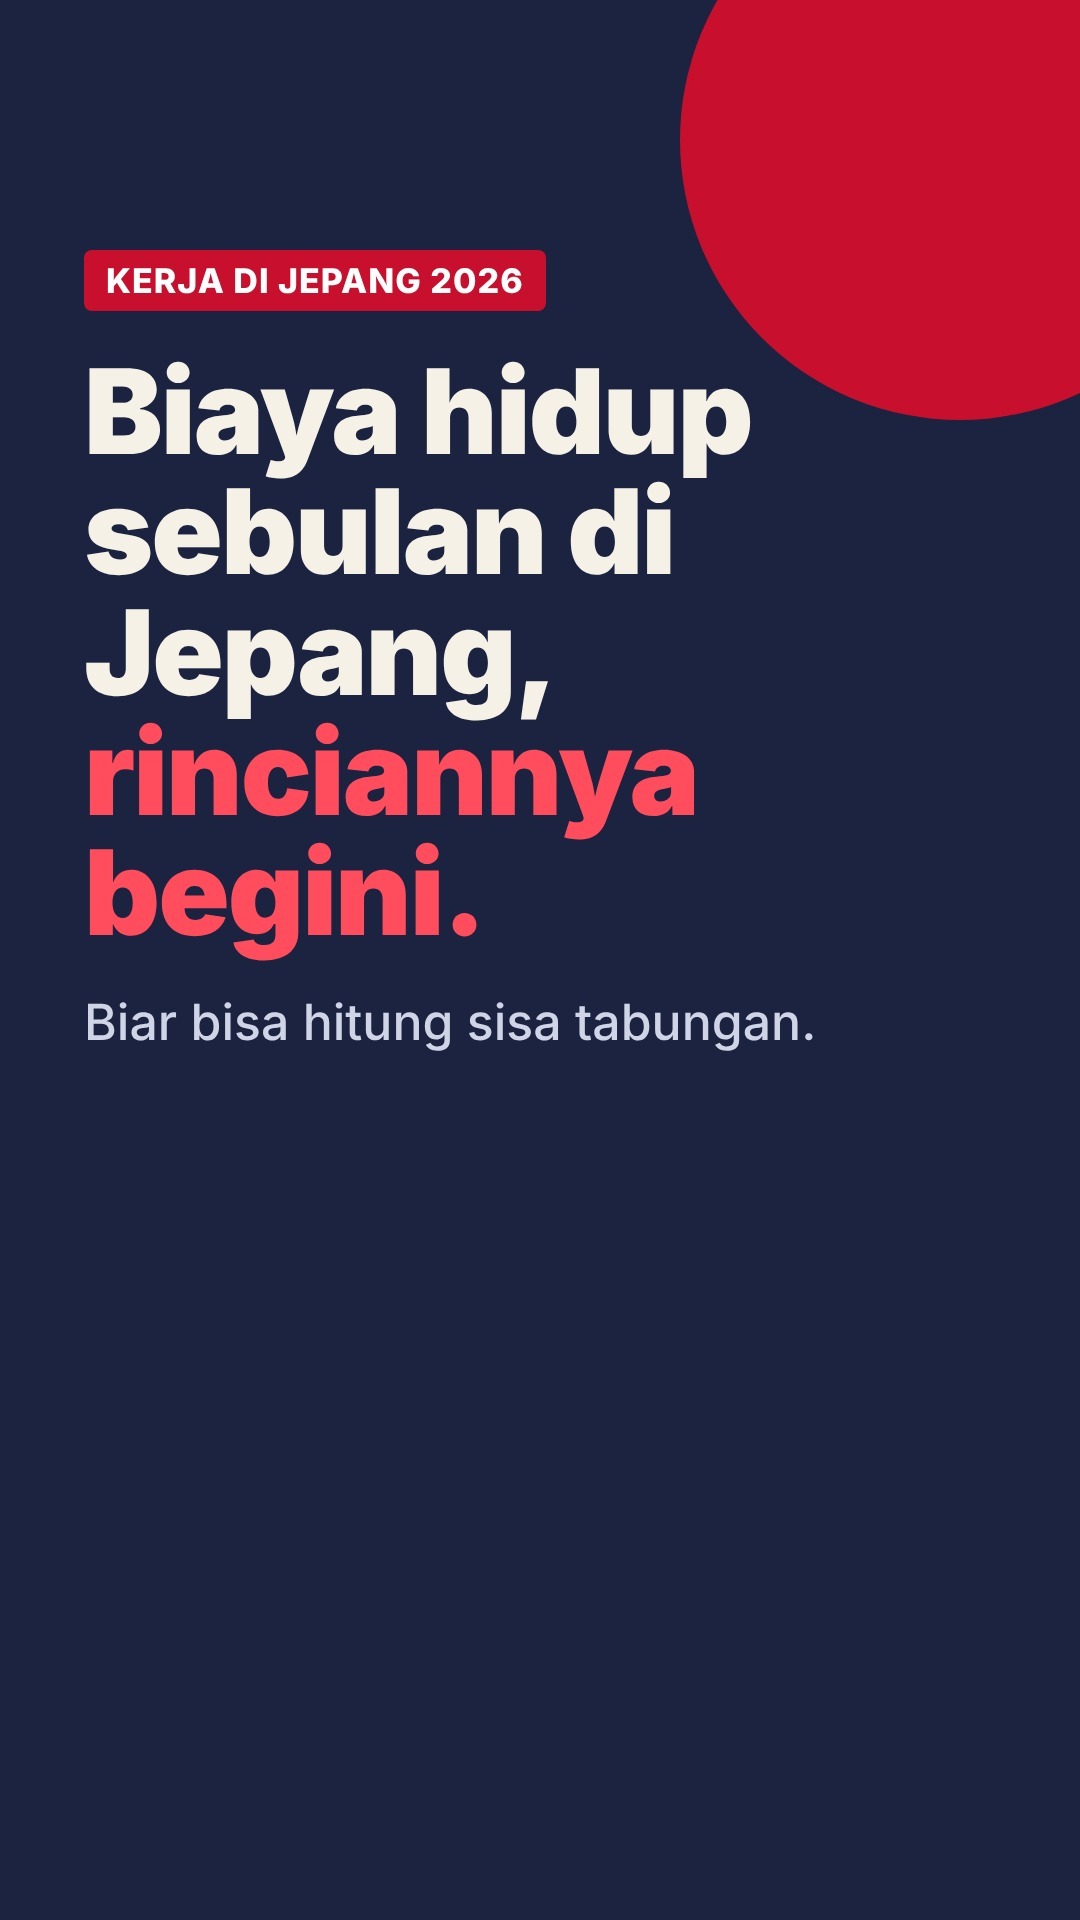 KERJA DI JEPANG 2026
Biaya hidup
sebulan di
Jepang,
rinciannya
begini.
Biar bisa hitung sisa tabungan.